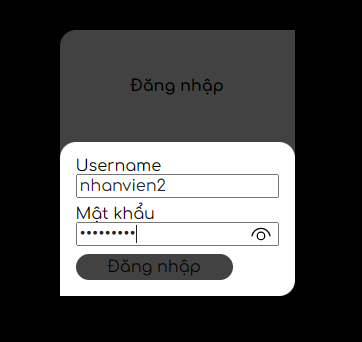 Đăng nhập
Username
nhanvien2
Mật khẩu
•••••••••
Đăng nhập